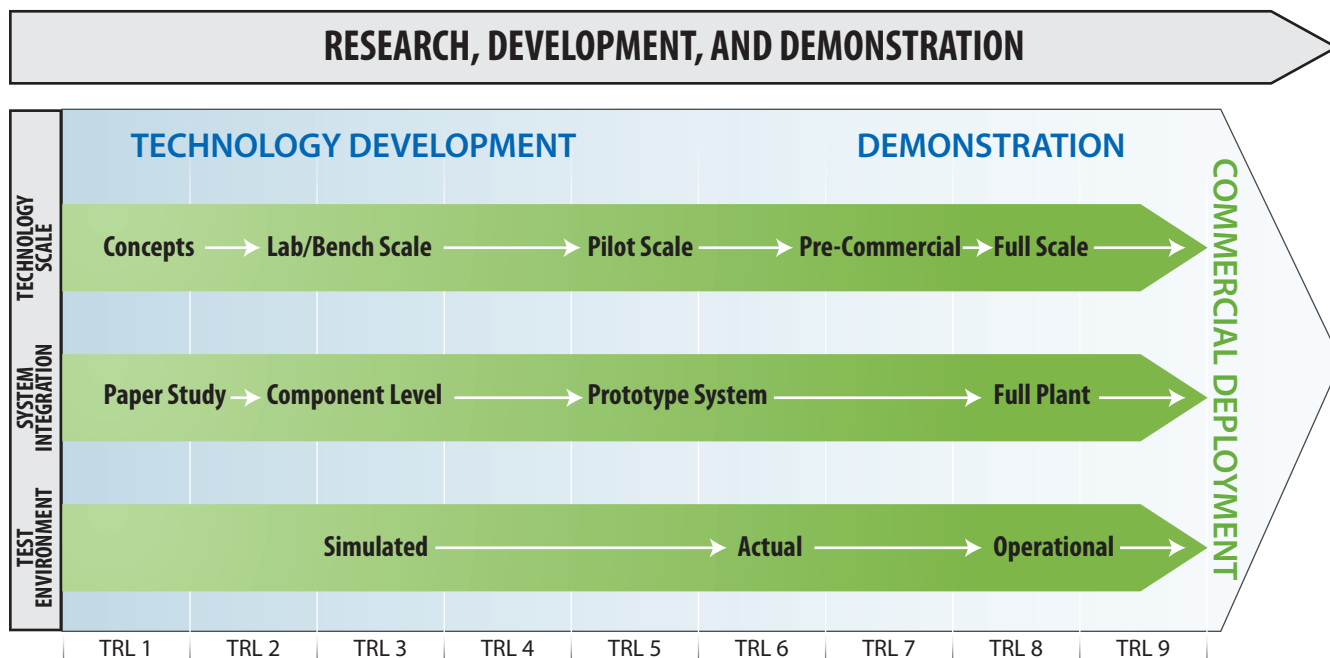 RESEARCH, DEVELOPMENT, AND DEMONSTRATION
TECHNOLOGY DEVELOPMENT
DEMONSTRATION
TECHNOLOGY
SCALE
Concepts
Lab/Bench Scale
Pilot Scale
Pre-Commercial
Full Scale
SYSTEM
INTEGRATION
Paper Study
Component Level
Prototype System
Full Plant
TEST
ENVIRONMENT
Simulated
Actual
Operational
COMMERCIAL DEPLOYMENT
TRL 1
TRL 2
TRL 3
TRL 4
TRL 5
TRL 6
TRL 7
TRL 8
TRL 9